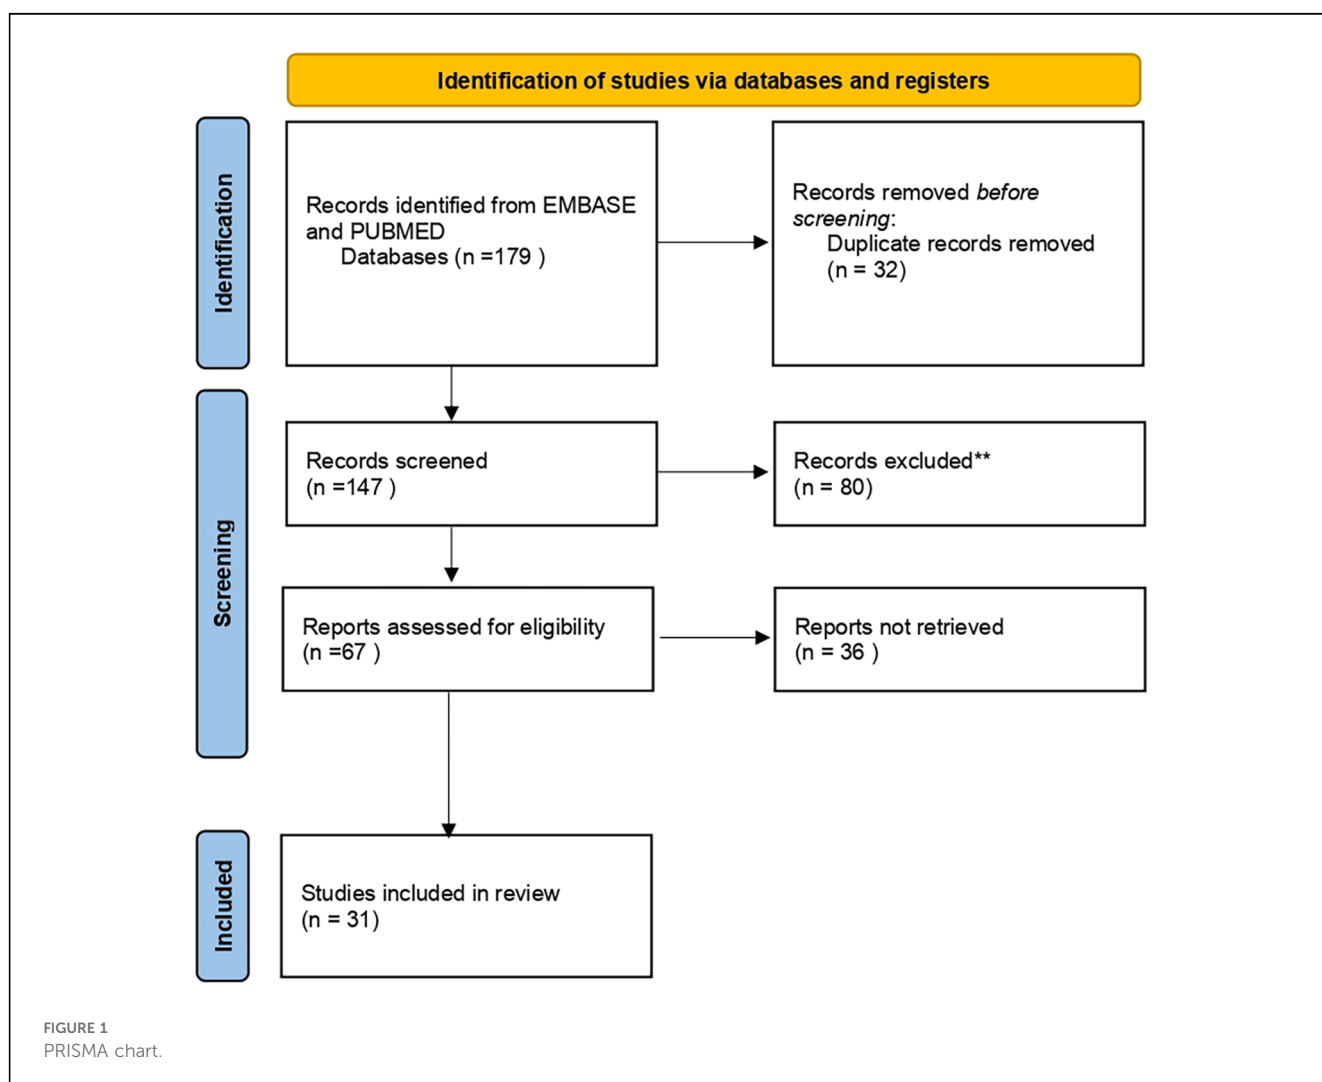 Identification of studies via databases and registers
Identification
Records identified from EMBASE
and PUBMED
Databases (n =179 )
Records removed before
screening:
Duplicate records removed
(n = 32)
Screening
Records screened
(n =147 )
Records excluded**
(n = 80)
Reports assessed for eligibility
(n =67 )
Reports not retrieved
(n = 36 )
Included
Studies included in review
(n = 31)
FIGURE 1
PRISMA chart.